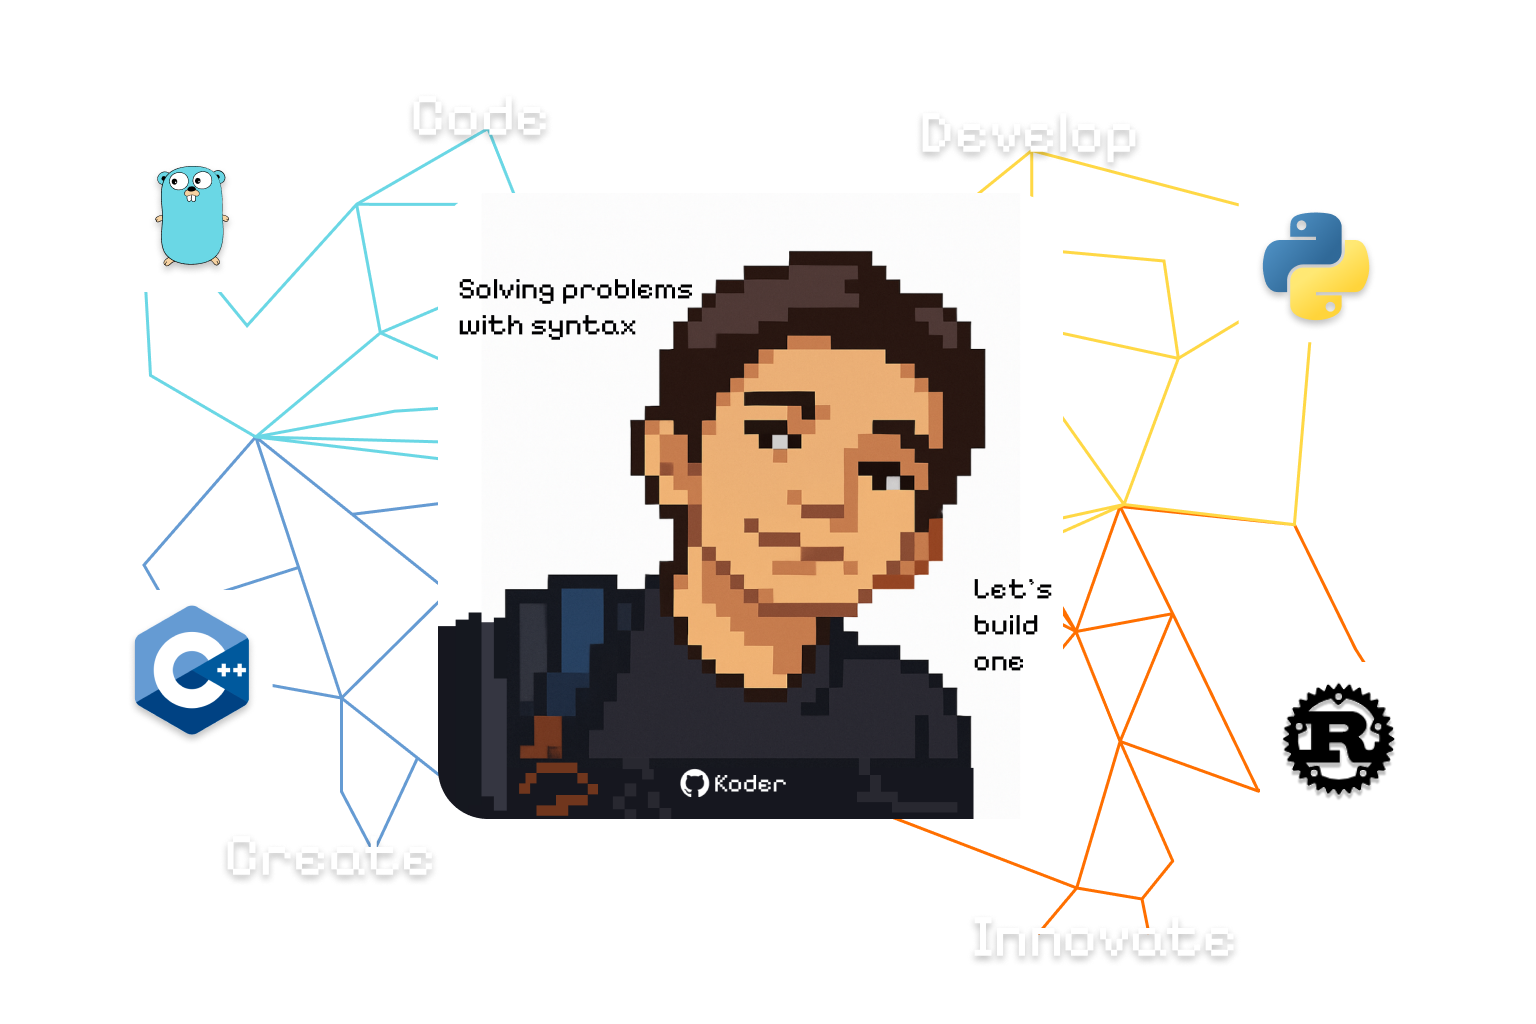 Code
Develop
Solving problems
with syntax
C++
Let's
build
one
R
Koder
Create
Innovate